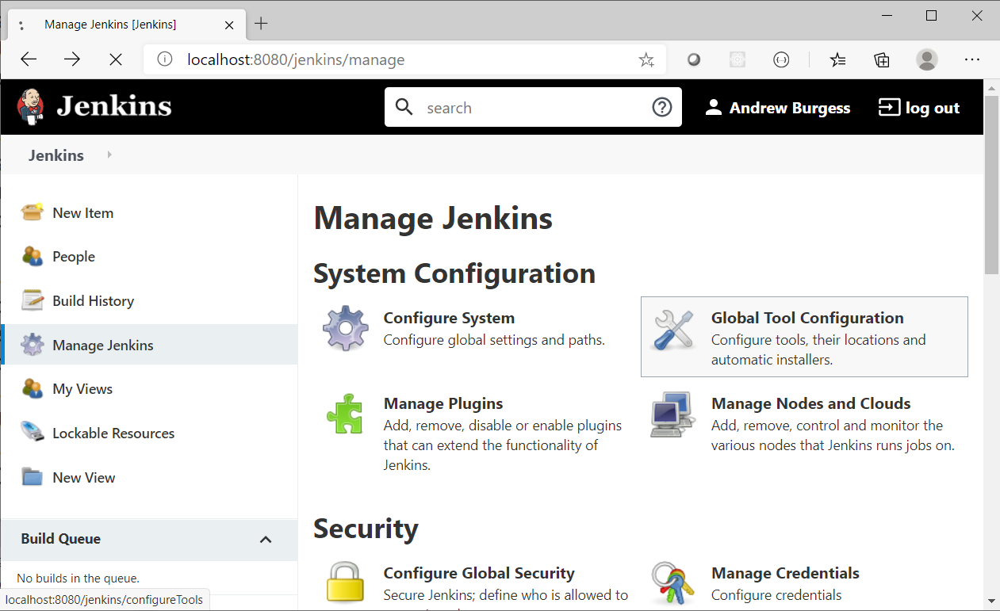 Manage Jenkins [Jenkins]
localhost:8080/jenkins/manage
Jenkins
search
Andrew Burgess
log out
Jenkins
New Item
People
Build History
Manage Jenkins
My Views
Lockable Resources
New View
Build Queue
No builds in the queue.
Manage Jenkins
System Configuration
Configure System
Configure global settings and paths.
Global Tool Configuration
Configure tools, their locations and
automatic installers.
Manage Plugins
Add, remove, disable or enable plugins
that can extend the functionality of
Jenkins.
Manage Nodes and Clouds
Add, remove, control and monitor the
various nodes that Jenkins runs jobs on.
Security
Configure Global Security
Secure Jenkins; define who is allowed to
Manage Credentials
Configure credentials
localhost:8080/jenkins/configureTools